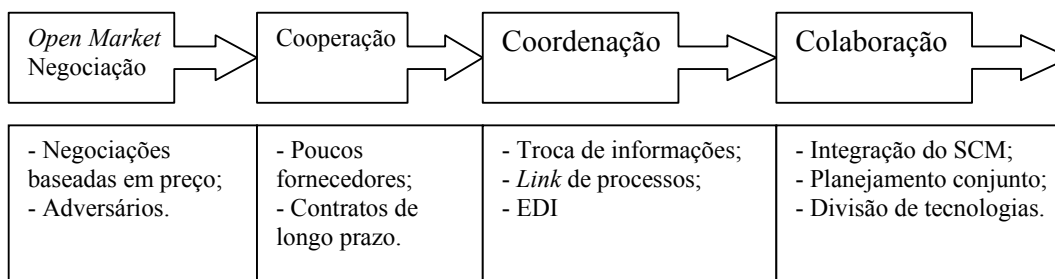 Open Market
Negociação
Cooperação
Coordenação
Colaboração
- Negociações
baseadas em preço;
- Adversários.
- Poucos
fornecedores;
- Contratos de
longo prazo.
- Troca de informações;
- Link de processos;
- EDI
- Integração do SCM;
- Planejamento conjunto;
- Divisão de tecnologias.